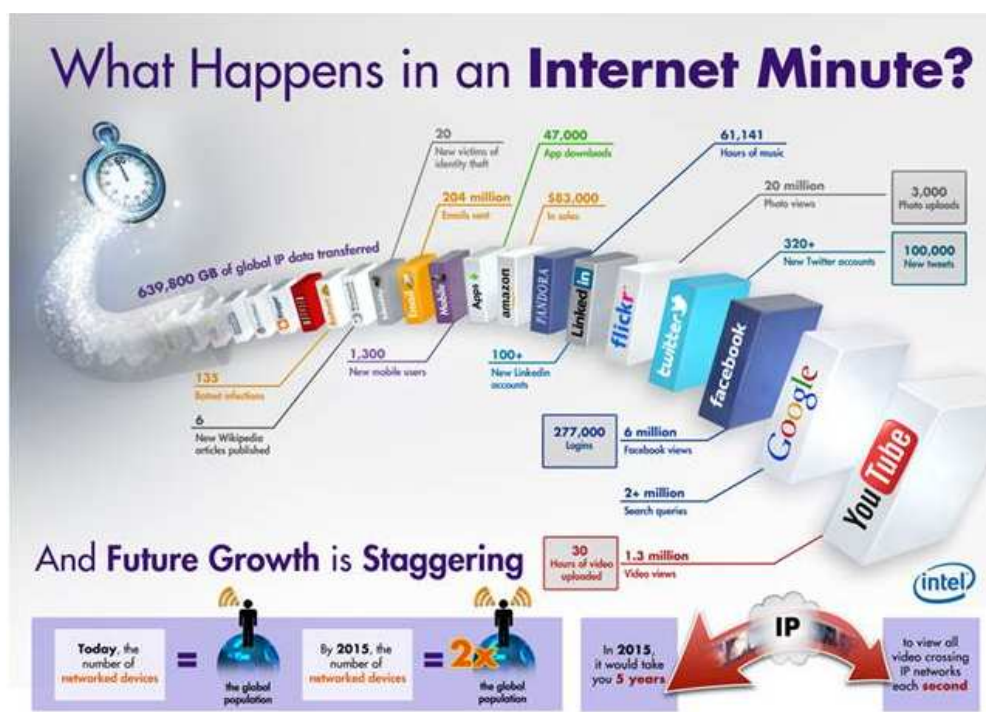 What Happens in an Internet Minute?
20
New victims of
identity theft
47,000
App downloads
61,141
Hours of music
204 million
Emails sent
$83,000
In sales
20 million
Photo views
3,000
Photo uploads
320+
New Twitter accounts
100,000
New tweets
639,800 GB of global IP data transferred
Email
Mobile
Apps
amazon
PANDORA
Linked in
flickr
twitter
facebook
Google
You Tube
135
Botnet infections
6
New Wikipedia
articles published
1,300
New mobile users
100+
New Linkedin
accounts
277,000
Logins
6 million
Facebook views
2+ million
Search queries
30
Hours of video
uploaded
1.3 million
Video views
And Future Growth is Staggering
intel
Today, the
number of
networked devices
=
the global
population
By 2015, the
number of
networked devices
= 2x
the global
population
In 2015,
it would take
you 5 years
IP
to view all
video crossing
IP networks
each second